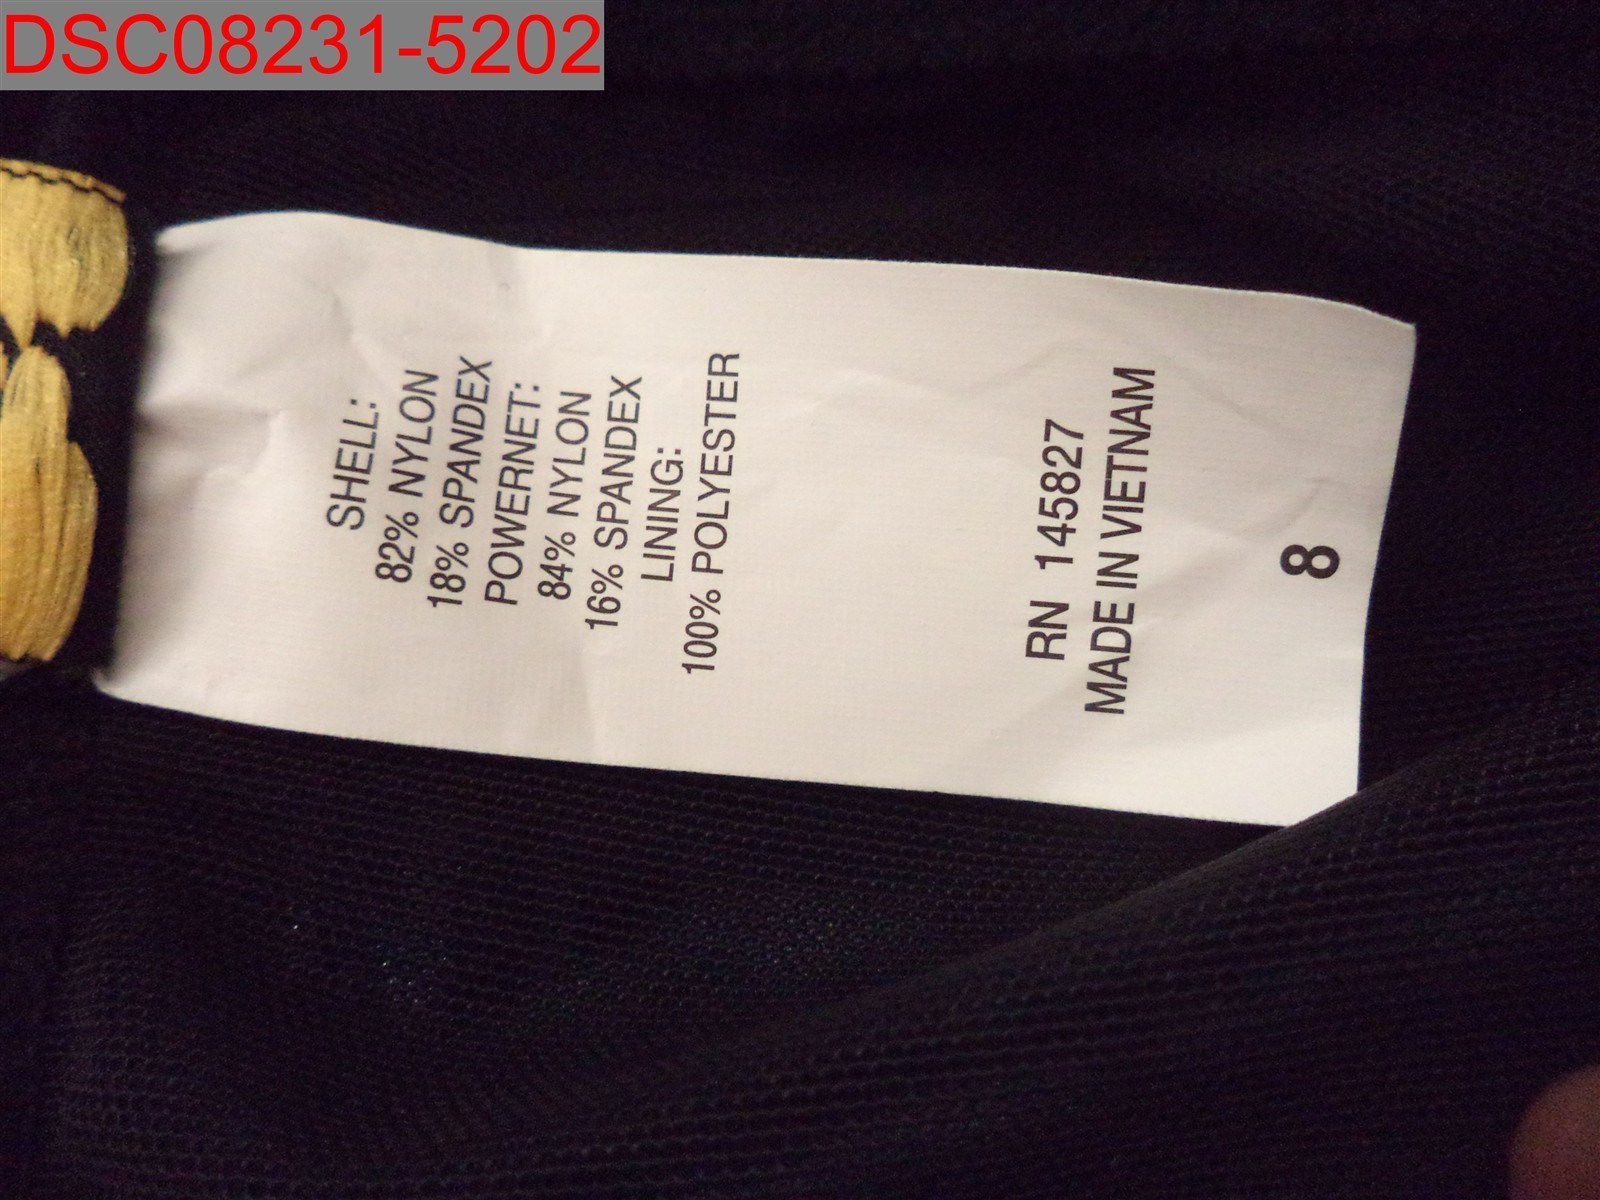 DSC08231-5202
SHELL:
82% NYLON
18% SPANDEX
POWERNET:
84% NYLON
16% SPANDEX
LINING:
100% POLYESTER
RN 145827
MADE IN VIETNAM
8